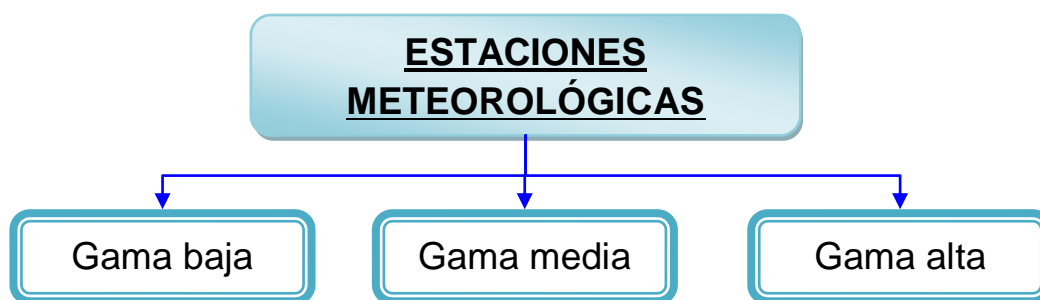 ESTACIONES
METEOROLÓGICAS
Gama baja
Gama media
Gama alta